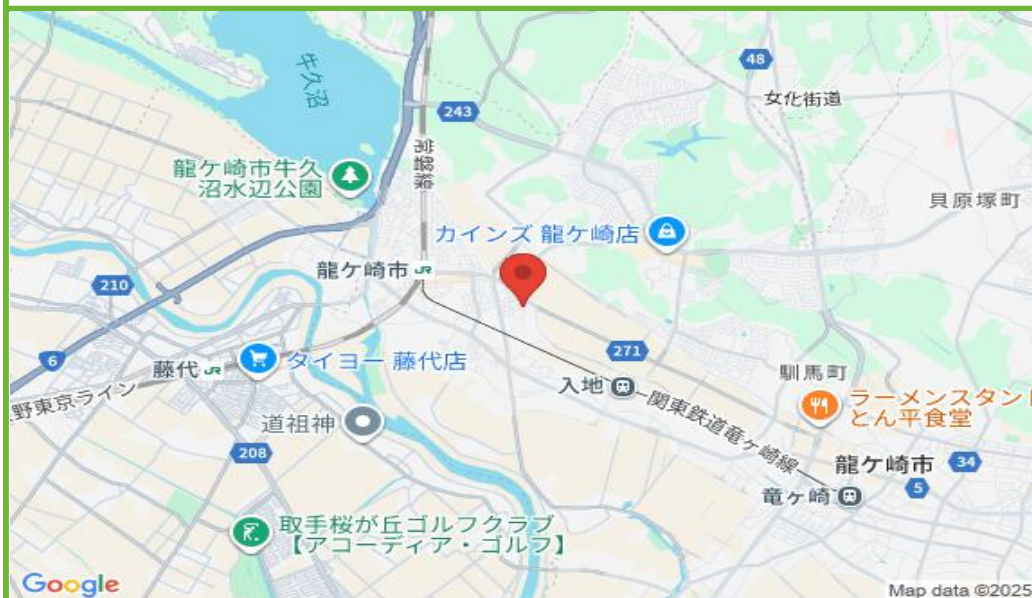 牛久沼
48
女化街道
243
常磐線
龍ケ崎市牛久
沼水辺公園
貝原塚町
カインズ 龍ケ崎店
龍ケ崎市 JR
210
6
271
藤代 JR
タイヨー 藤代店
入地
馴馬町
野東京ライン
関東鉄道竜ヶ崎線
ラーメンスタンド
とん平食堂
道祖神
208
龍ケ崎市
34
5
竜ヶ崎
取手桜が丘ゴルフクラブ
【アコーディア・ゴルフ】
Google
Map data ©2025